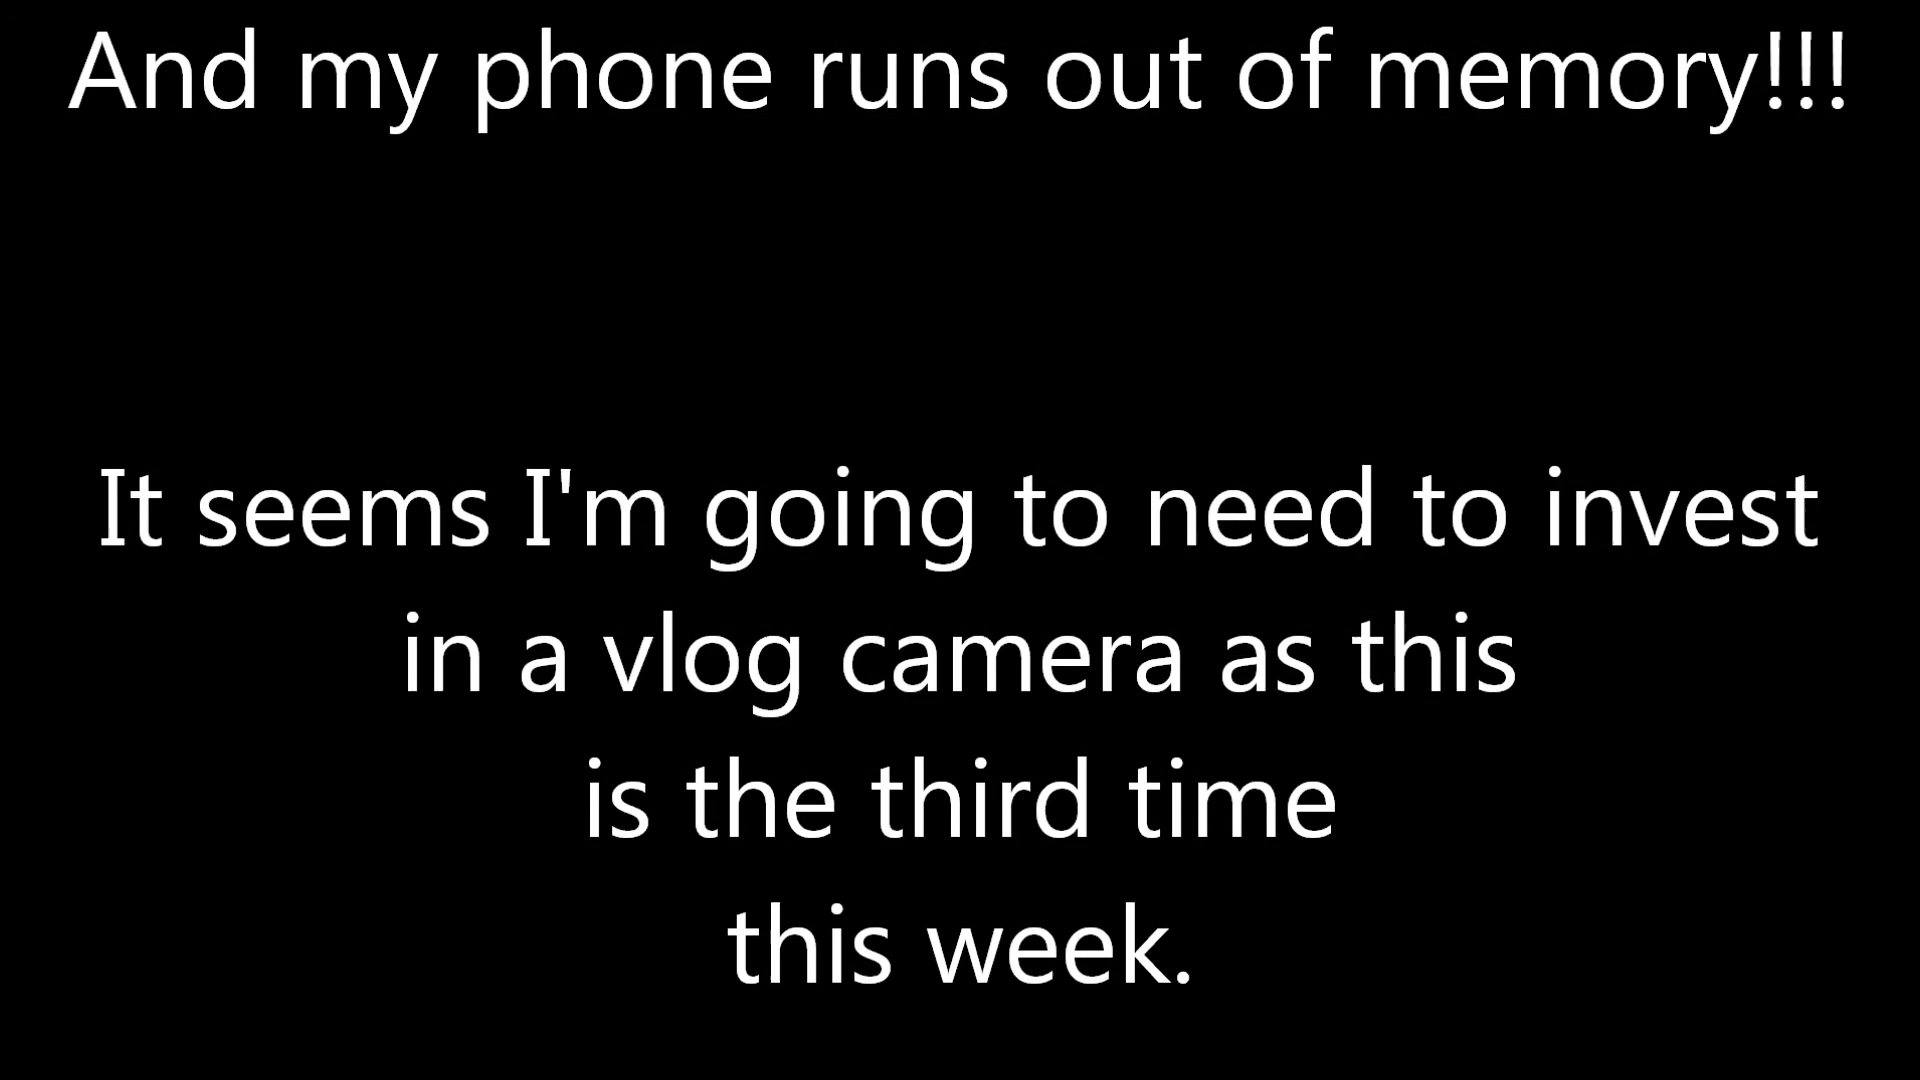 And my phone runs out of memory!!!
It seems I'm going to need to invest
in a vlog camera as this
is the third time
this week.